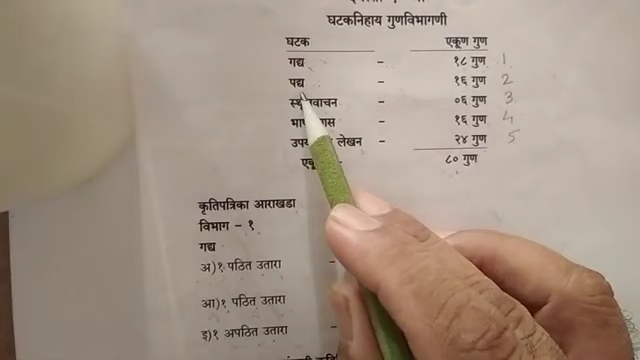 घटकनिहाय गुणविभागणी
घटक एकूण गुण
गद्य - १८ गुण 1
पद्य - १६ गुण 2
- ०६ गुण 3
- १६ गुण 4
लेखन - २४ गुण 5
८० गुण
कृतिपत्रिका आराखडा
विभाग - १
गद्य
अ)१ पठित उतारा -
आ)१ पठित उतारा
इ)१ अपठित उतारा -